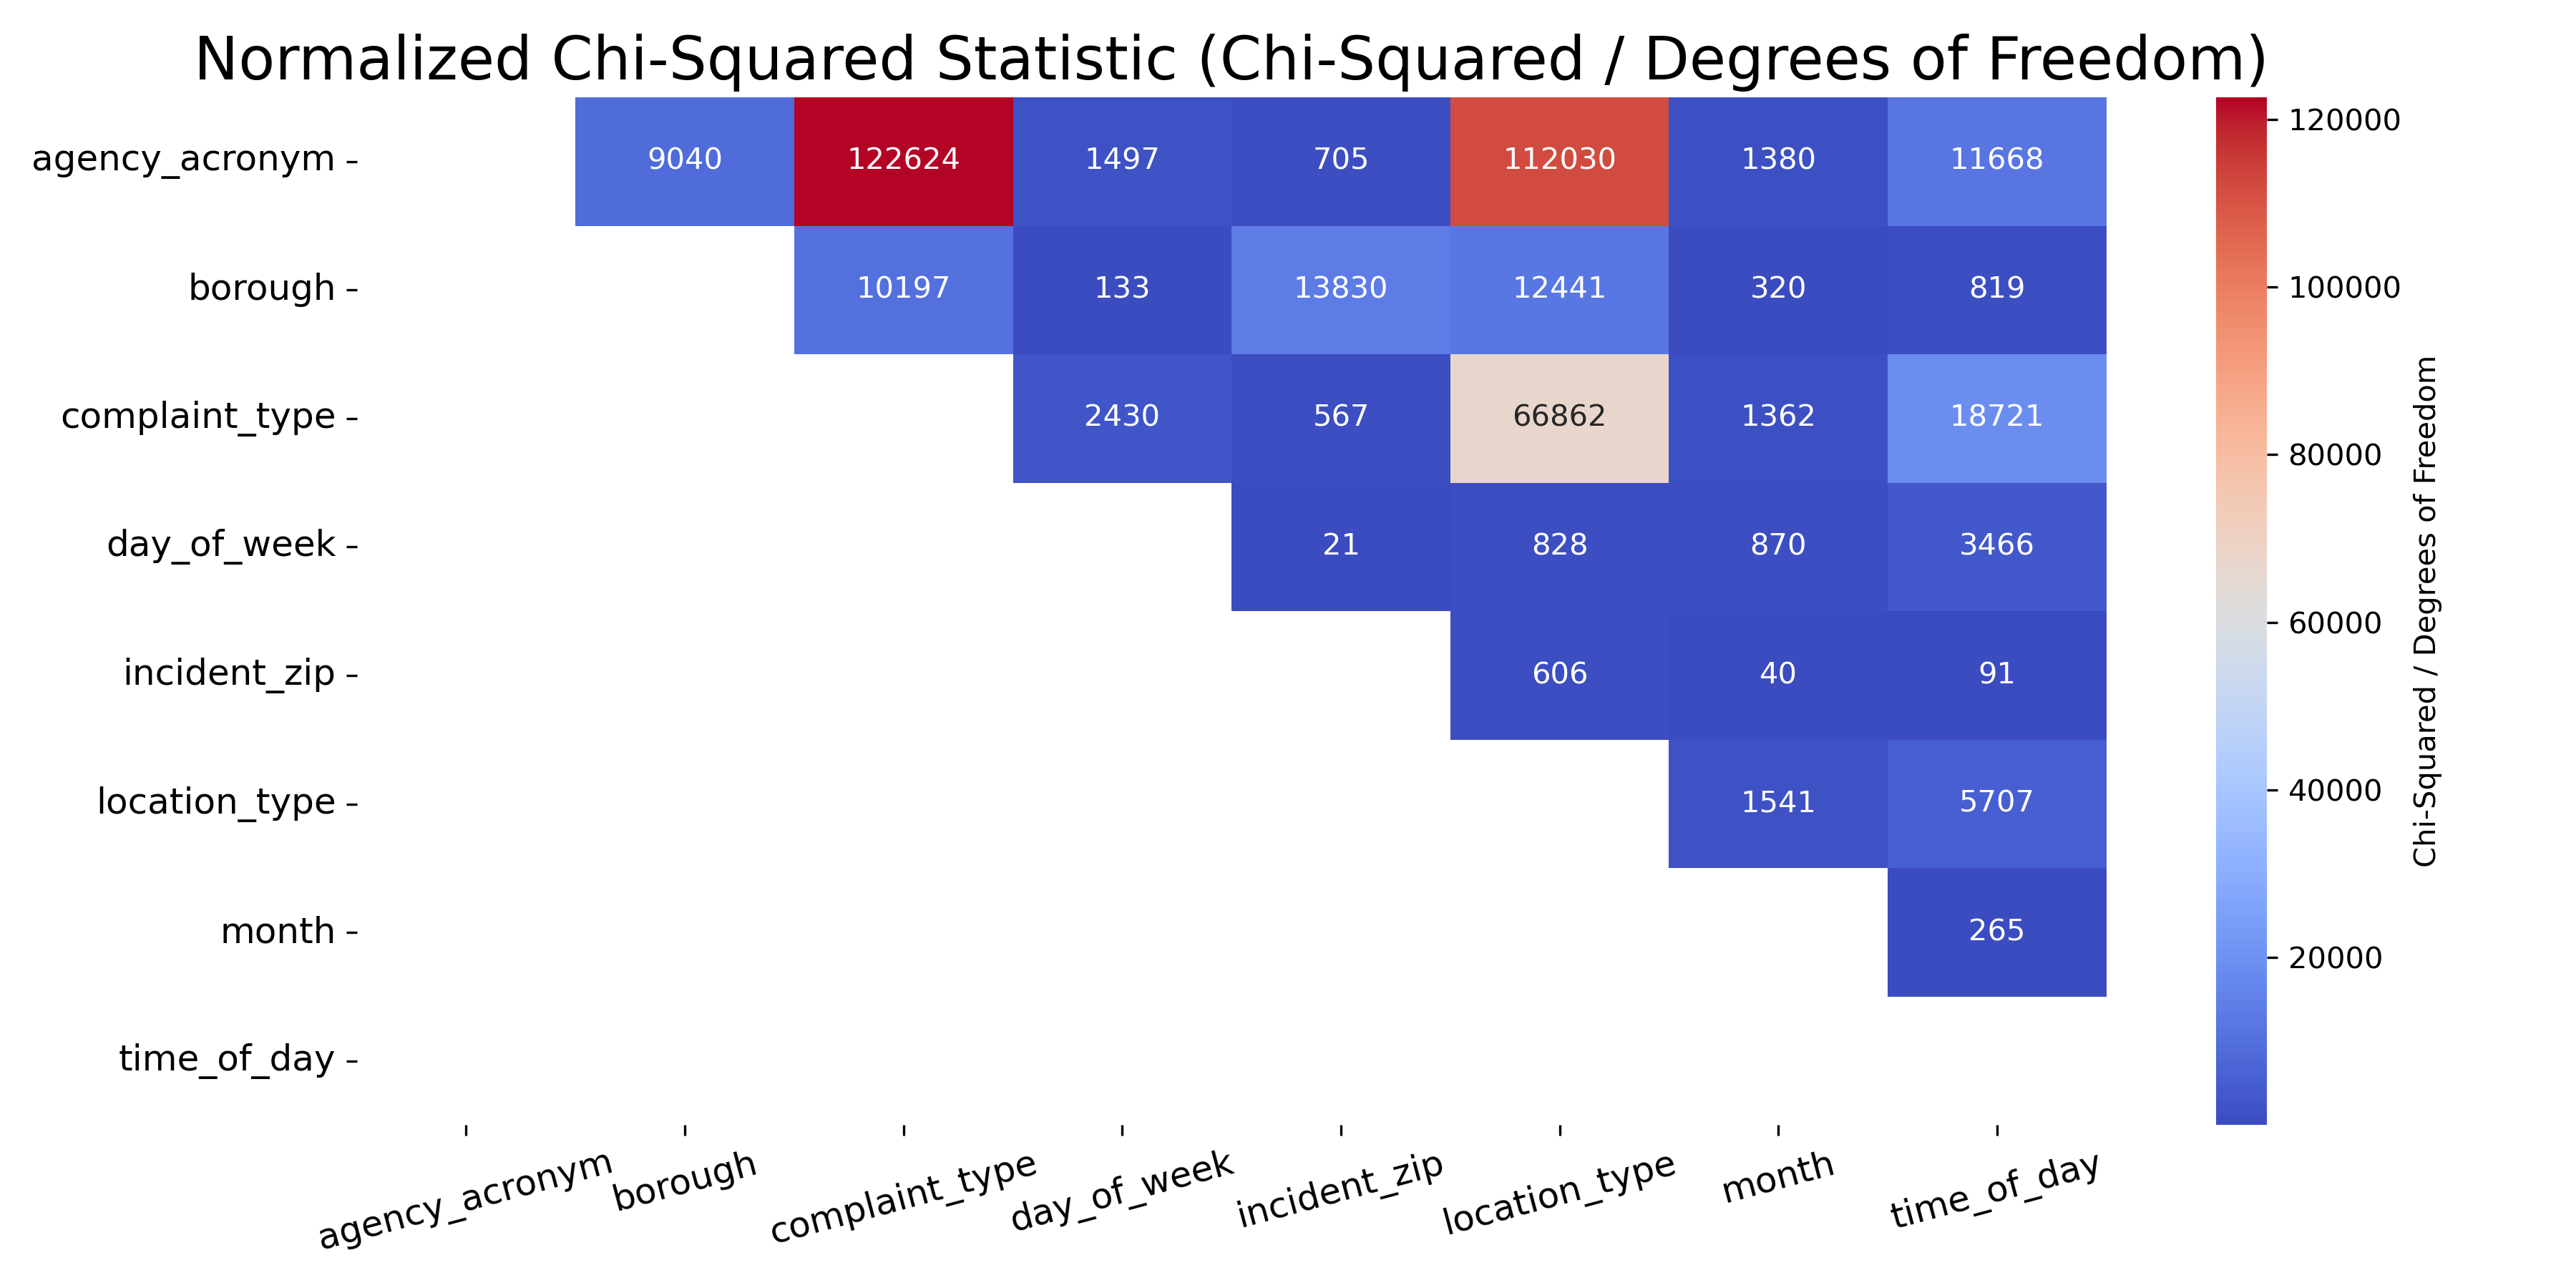 Normalized Chi-Squared Statistic (Chi-Squared / Degrees of Freedom)
agency_acronym 9040 122624 1497 705 112030 1380 11668
borough 10197 133 13830 12441 320 819
complaint_type 2430 567 66862 1362 18721
day_of_week 21 828 870 3466
incident_zip 606 40 91
location_type 1541 5707
month 265
time_of_day
agency_acronym borough complaint_type day_of_week incident_zip location_type month time_of_day
120000
100000
80000
60000
40000
20000
Chi-Squared / Degrees of Freedom